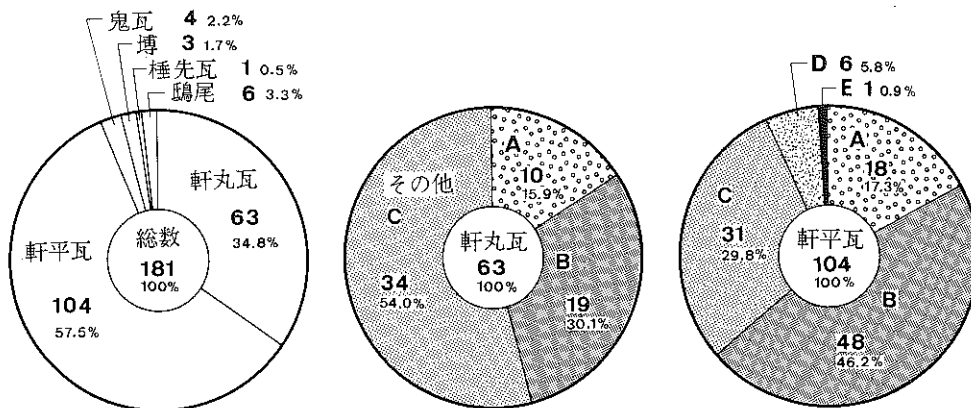 鬼瓦 4 2.2%
博 3 1.7%
棰先瓦 1 0.5%
鴟尾 6 3.3%
軒丸瓦
63
34.8%
総数
181
100%
軒平瓦
104
57.5%
A
10
15.9%
その他
C
34
54.0%
軒丸瓦
63
100%
B
19
30.1%
D 6 5.8%
E 1 0.9%
A
18
17.3%
C
31
29.8%
軒平瓦
104
100%
B
48
46.2%